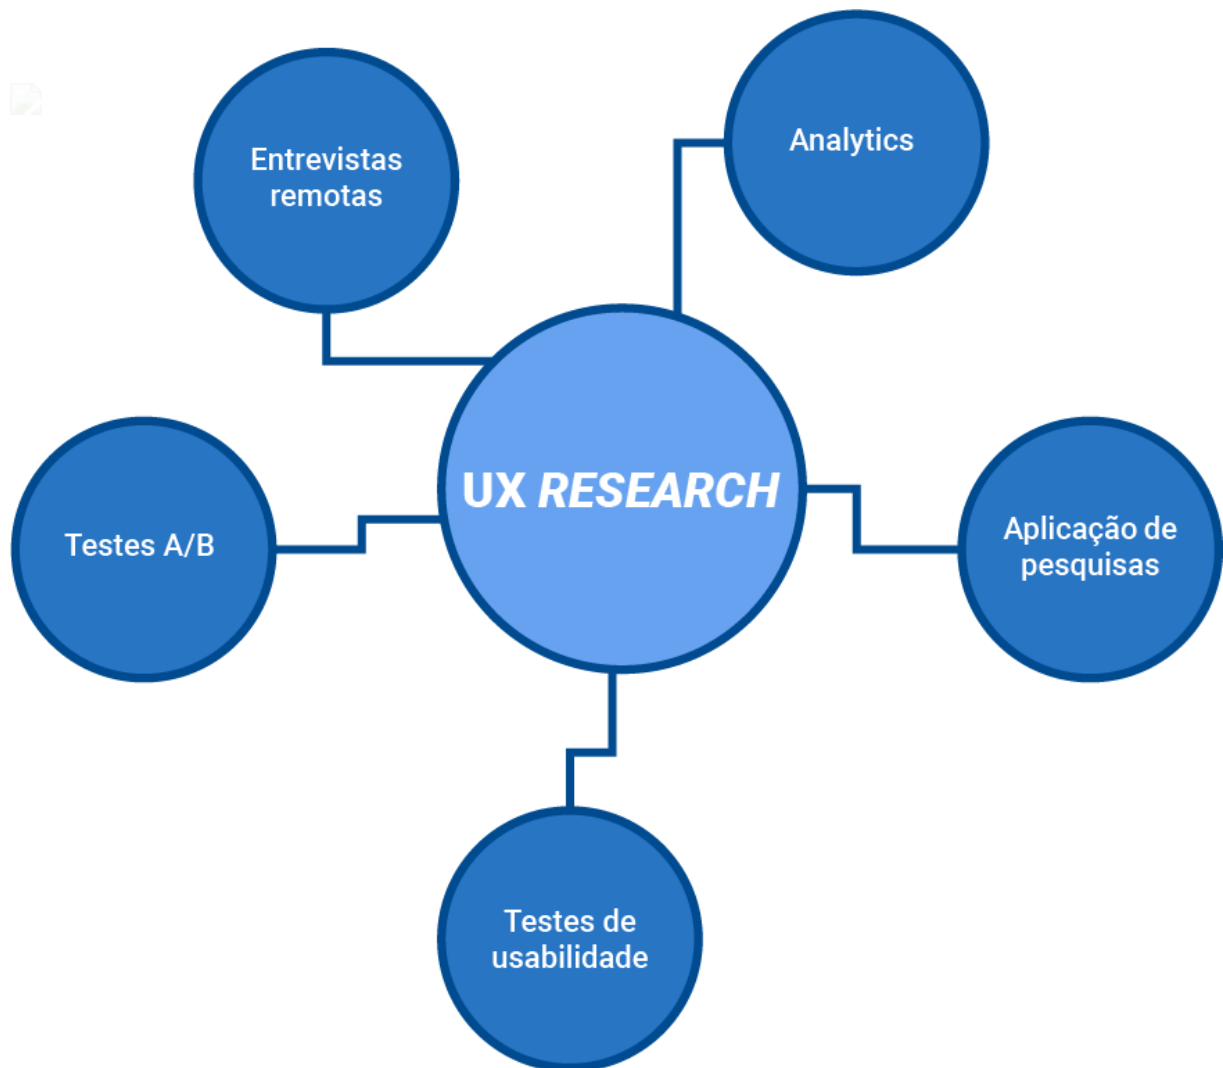 Analytics
Entrevistas
remotas
UX RESEARCH
Aplicação de
pesquisas
Testes A/B
Testes de
usabilidade